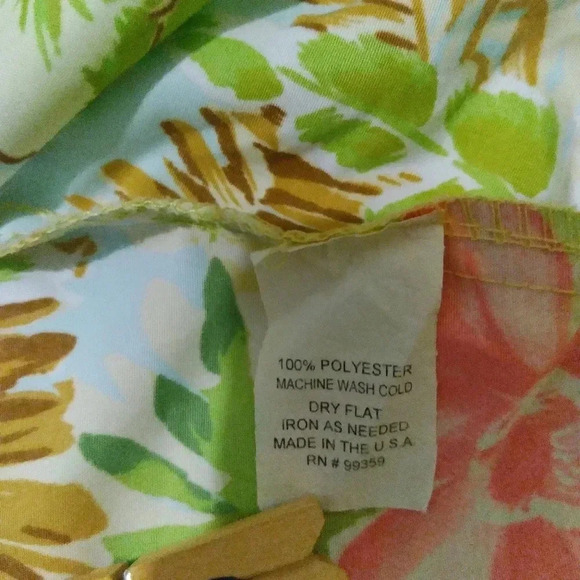 100% POLYESTER
MACHINE WASH COLD
DRY FLAT
IRON AS NEEDED
MADE IN THE U.S.A.
RN # 99359